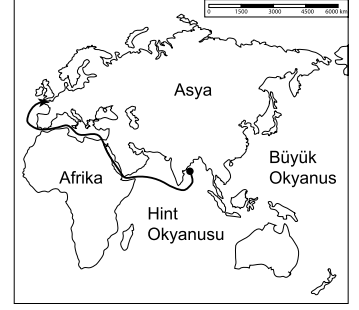 0 1500 3000 4500 6000 km
Asya
Büyük
Okyanus
Afrika
Hint
Okyanusu